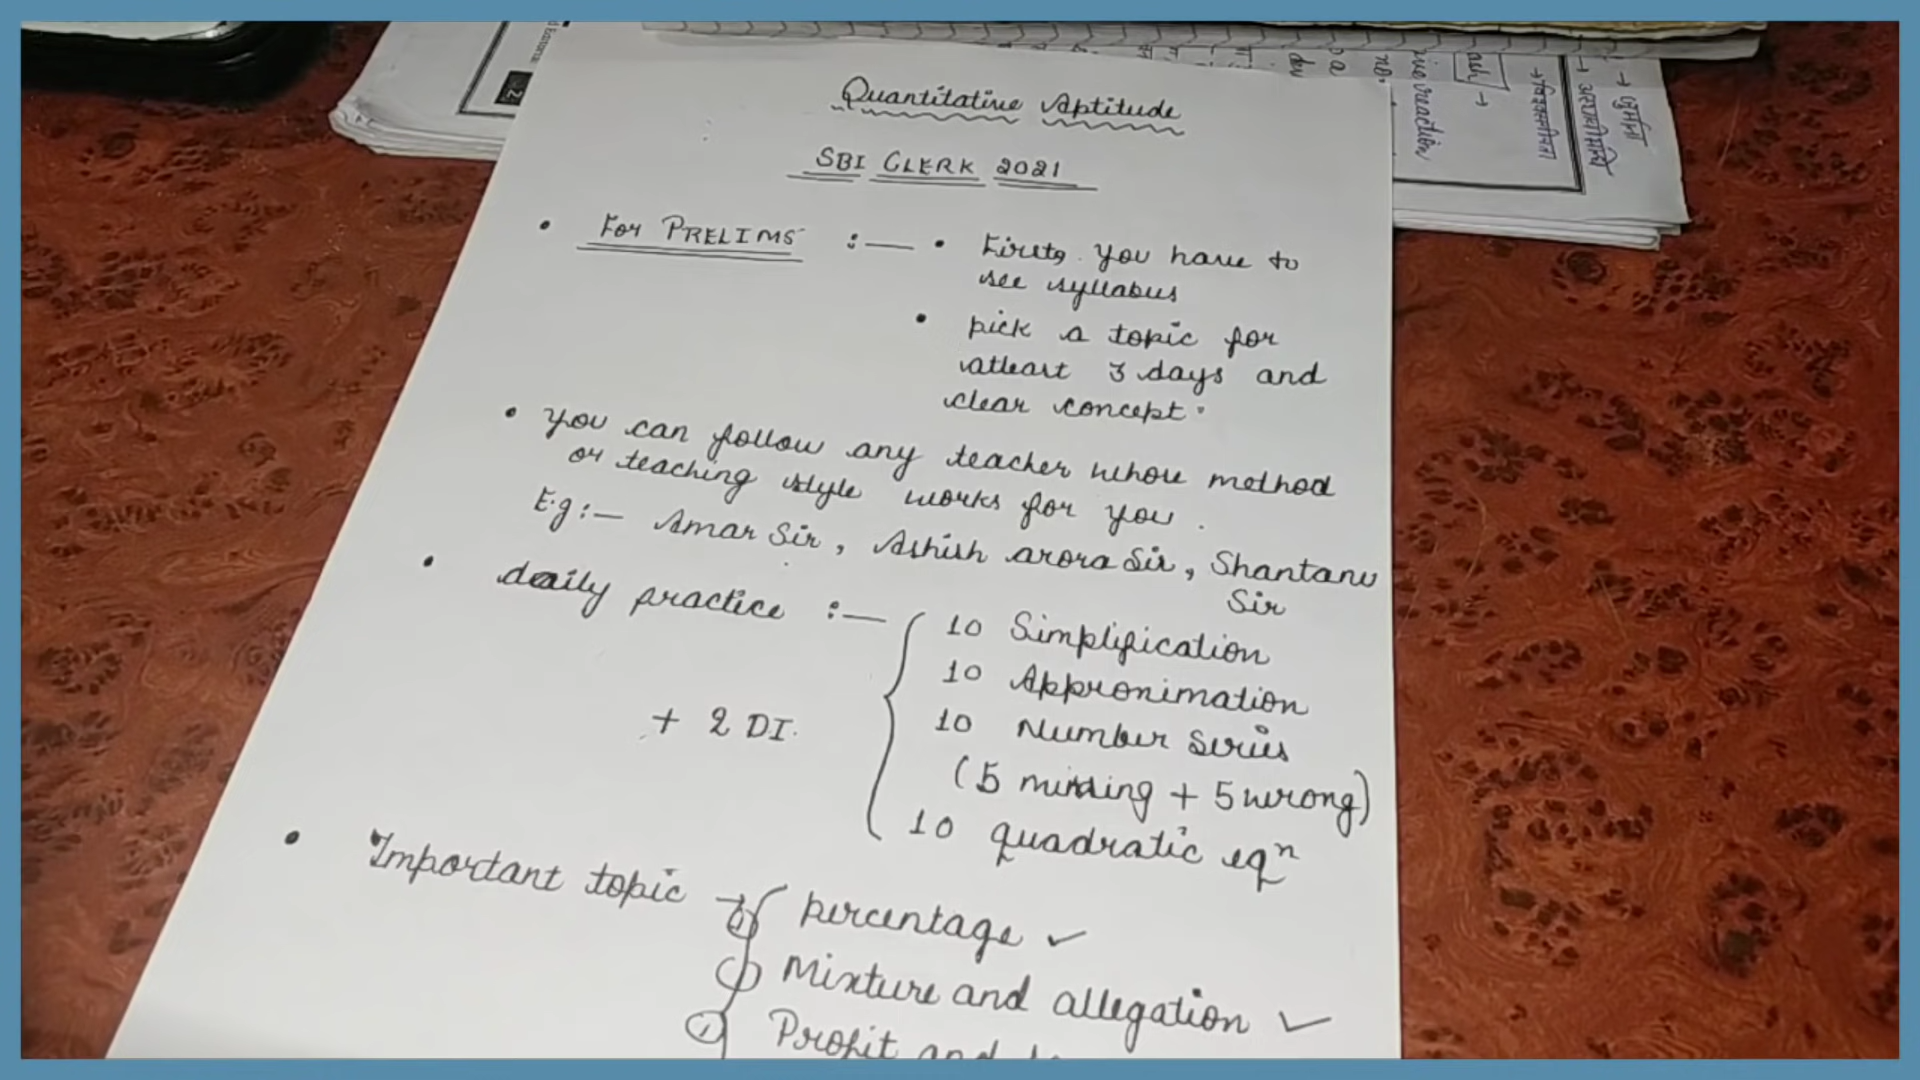 Quantitative Aptitude
SBI CLERK 2021
• For PRELIMS :— • Firstly you have to
see syllabus
• pick a topic for
atleast 3 days and
clear concept.
• you can follow any teacher whose method
or teaching style works for you.
E.g :— Amar Sir, Ashish arora Sir, Shantanu
Sir
• daily practice :— 10 Simplification
10 Approximation
+ 2 DI. 10 Number Series
(5 missing + 5 wrong)
10 quadratic eqⁿ
• Important topic → percentage ✓
Mixture and allegation ✓
Profit and